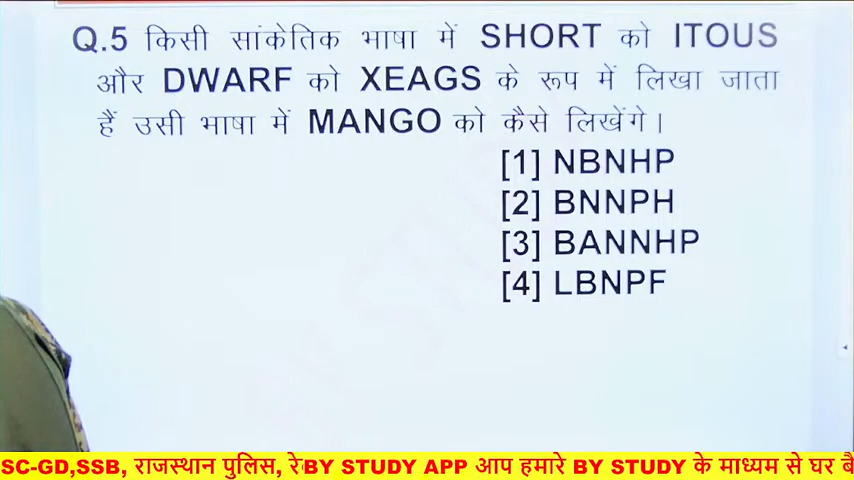 Q.5 किसी सांकेतिक भाषा में SHORT को ITOUS
और DWARF को XEAGS के रूप में लिखा जाता
हैं उसी भाषा में MANGO को कैसे लिखेंगे।
[1] NBNHP
[2] BNNPH
[3] BANNHP
[4] LBNPF
SC-GD,SSB, राजस्थान पुलिस, रे BY STUDY APP आप हमारे BY STUDY के माध्यम से घर बै